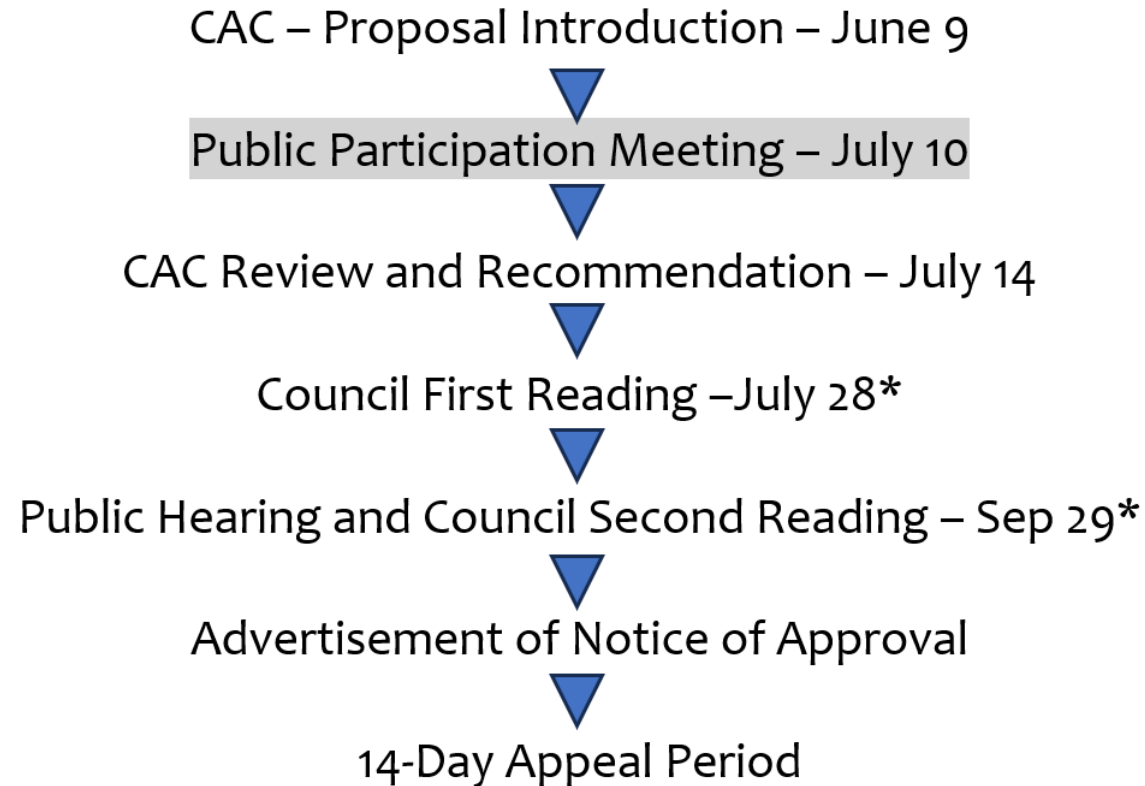 CAC – Proposal Introduction – June 9
Public Participation Meeting – July 10
CAC Review and Recommendation – July 14
Council First Reading –July 28*
Public Hearing and Council Second Reading – Sep 29*
Advertisement of Notice of Approval
14-Day Appeal Period